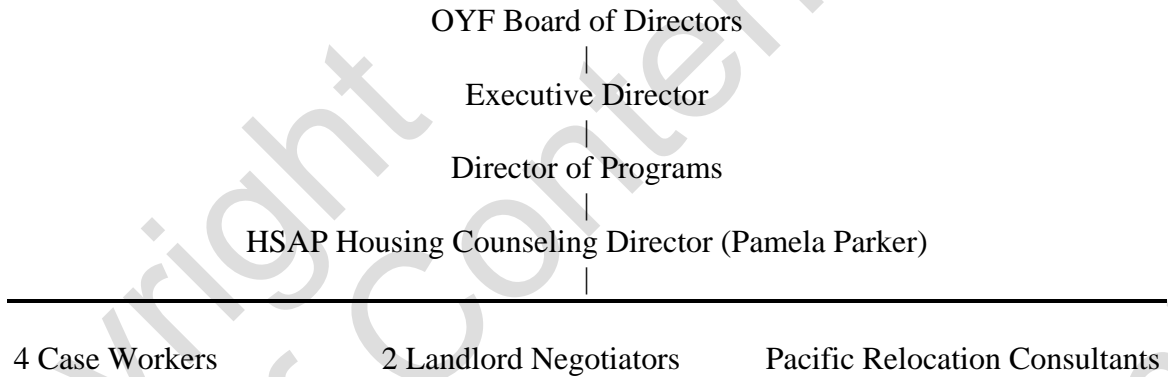 OYF Board of Directors
Executive Director
Director of Programs
HSAP Housing Counseling Director (Pamela Parker)
4 Case Workers 2 Landlord Negotiators Pacific Relocation Consultants